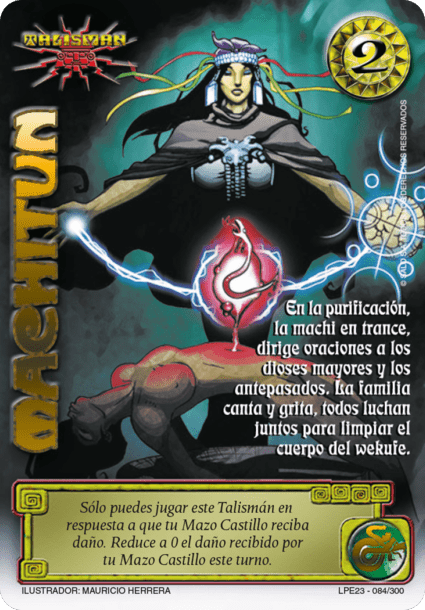 TALISMAN
2
MACHITUN
En la purificación,
la machi en trance,
dirige oraciones a los
dioses mayores y los
antepasados. La familia
canta y grita, todos luchan
juntos para limpiar el
cuerpo del wekufe.
Sólo puedes jugar este Talismán en
respuesta a que tu Mazo Castillo reciba
daño. Reduce a 0 el daño recibido por
tu Mazo Castillo este turno.
ILUSTRADOR: MAURICIO HERRERA
LPE23 - 084/300